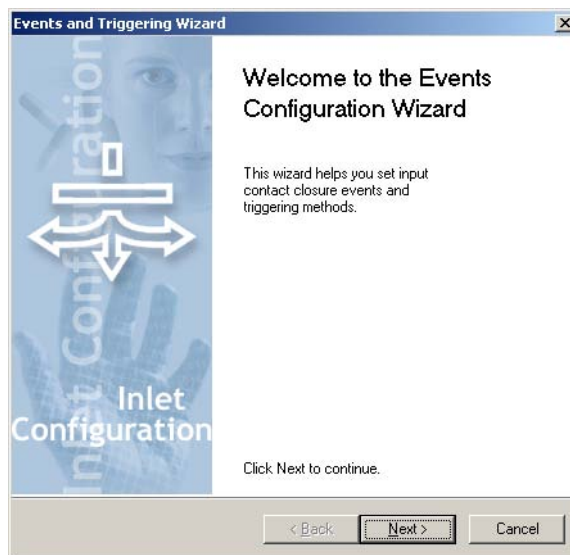 Events and Triggering Wizard
Inlet Configuration
Welcome to the Events
Configuration Wizard
This wizard helps you set input
contact closure events and
triggering methods.
Inlet
Configuration
Click Next to continue.
< Back
Next >
Cancel